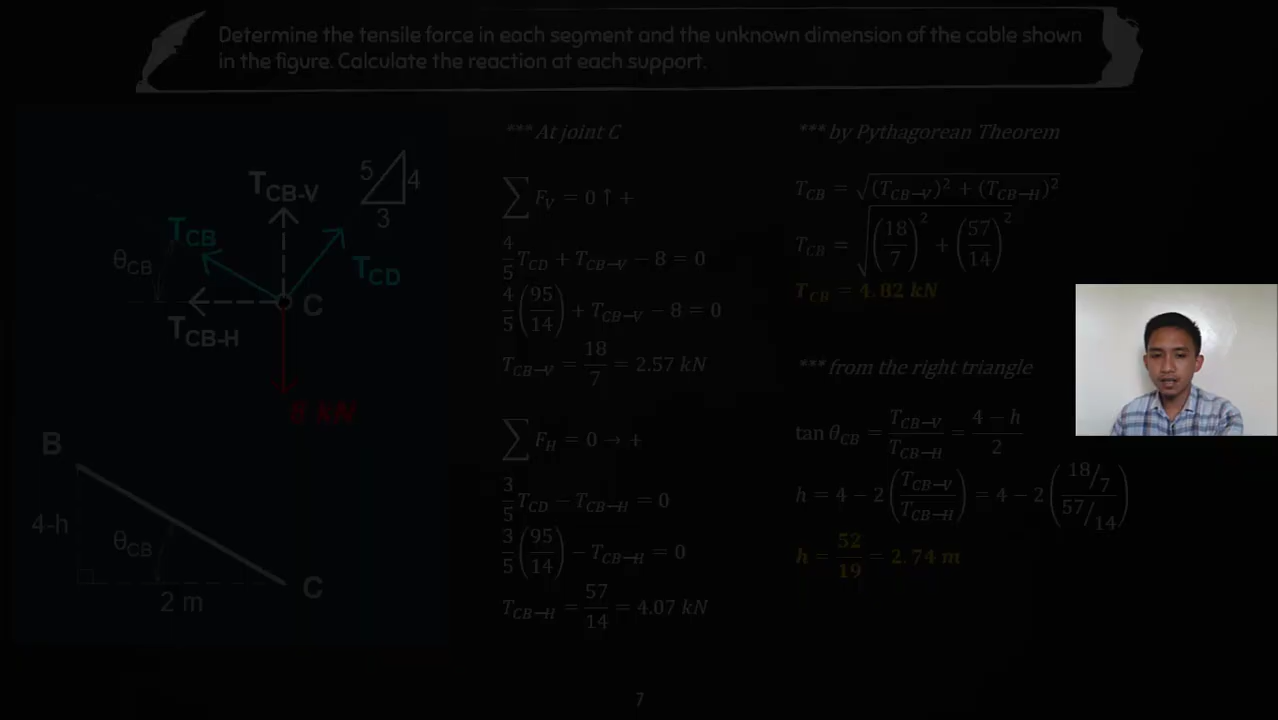 Determine the tensile force in each segment and the unknown dimension of the cable shown
in the figure. Calculate the reaction at each support.
5
4
3
T_CB-V
T_CB
θ_CB
T_CD
C
T_CB-H
8 kN
B
4-h
θ_CB
C
2 m
*** At joint C
∑ F_V = 0 ↑ +
4/5 T_CD + T_CB−V − 8 = 0
4/5 (95/14) + T_CB−V − 8 = 0
T_CB−V = 18/7 = 2.57 kN
∑ F_H = 0 → +
3/5 T_CD − T_CB−H = 0
3/5 (95/14) − T_CB−H = 0
T_CB−H = 57/14 = 4.07 kN
*** by Pythagorean Theorem
T_CB = √((T_CB−V)² + (T_CB−H)²)
T_CB = √((18/7)² + (57/14)²)
T_CB = 4.82 kN
*** from the right triangle
tan θ_CB = T_CB−V/T_CB−H = (4 − h)/2
h = 4 − 2 (T_CB−V/T_CB−H) = 4 − 2 ((18/7)/(57/14))
h = 52/19 = 2.74 m
7